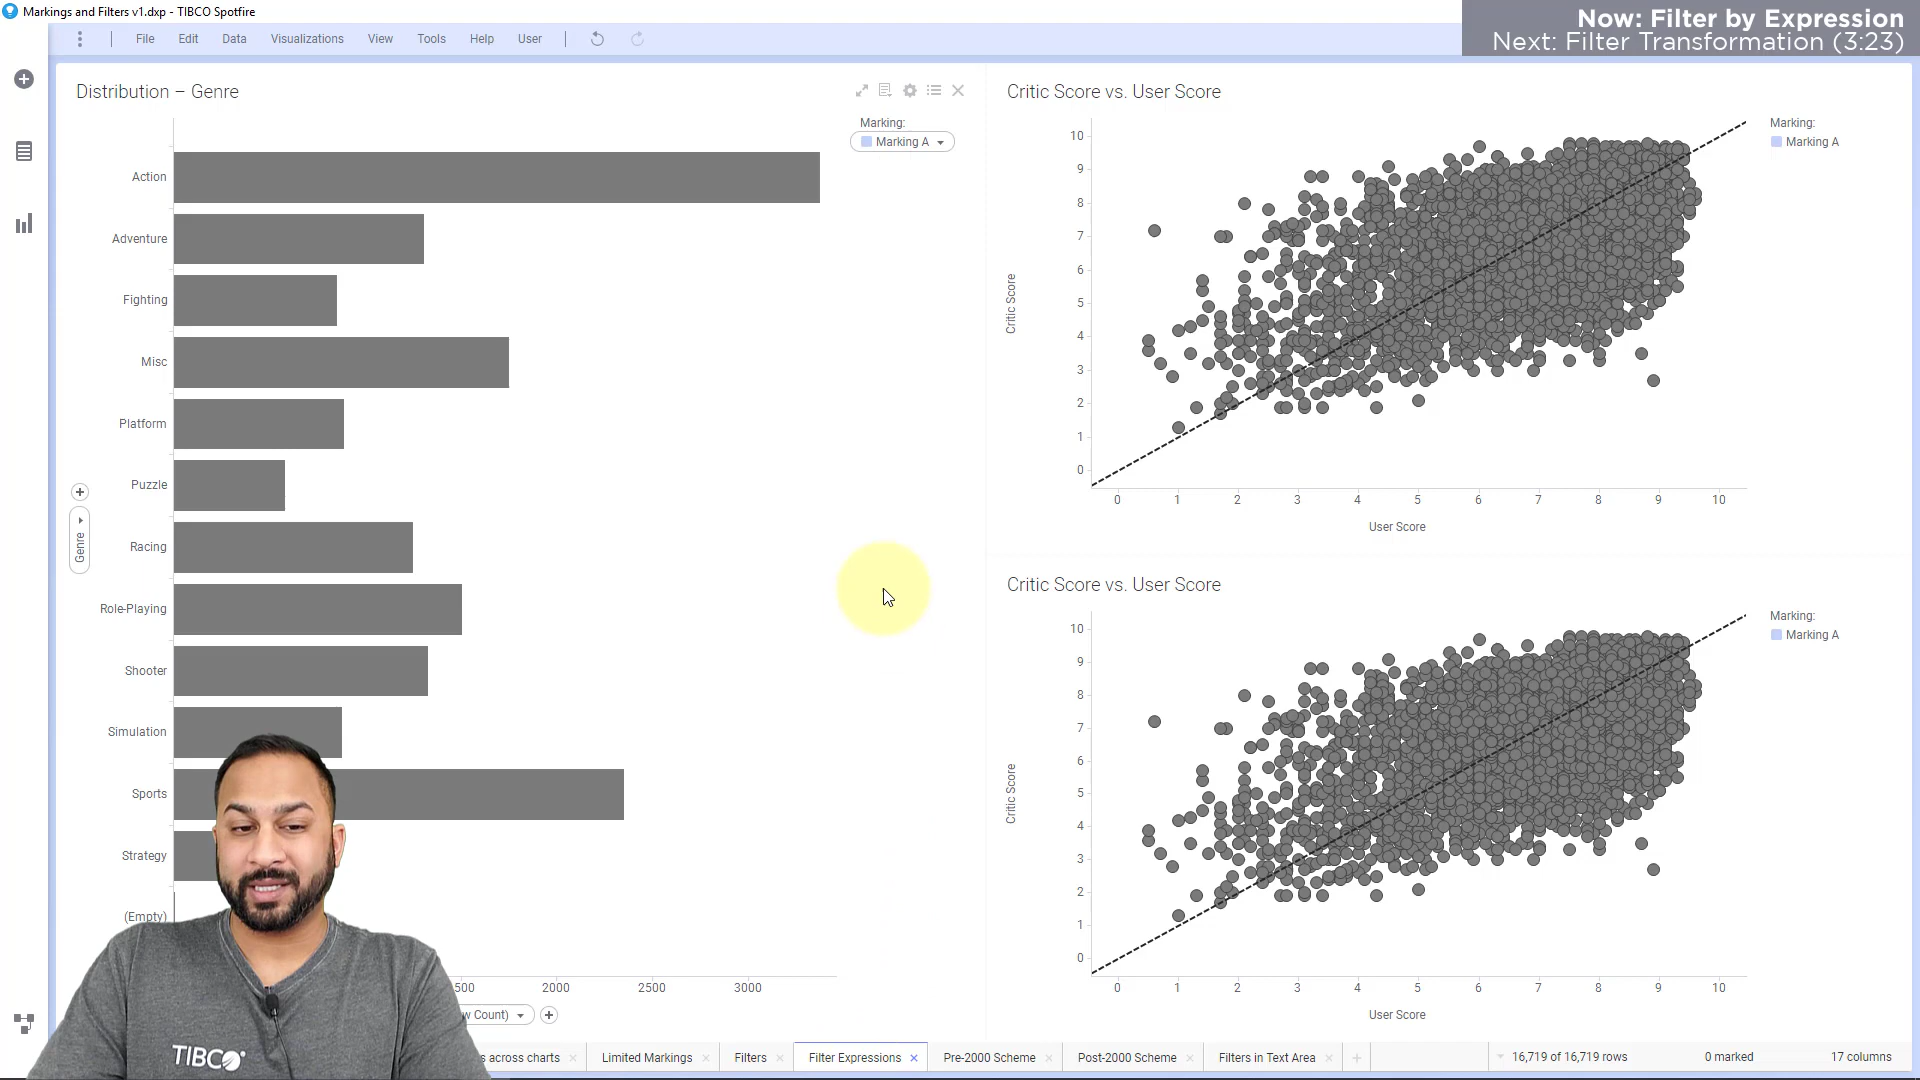 Markings and Filters v1.dxp - TIBCO Spotfire
Now: Filter by Expression
Next: Filter Transformation (3:23)
File Edit Data Visualizations View Tools Help User
Distribution – Genre
Marking:
Marking A
Action
Adventure
Fighting
Misc
Platform
Puzzle
Racing
Role-Playing
Shooter
Simulation
Sports
Strategy
(Empty)
Genre
500 2000 2500 3000
w Count)
Critic Score vs. User Score
Marking:
Marking A
10
9
8
7
6
5
4
3
2
1
0
Critic Score
0 1 2 3 4 5 6 7 8 9 10
User Score
Critic Score vs. User Score
Marking:
Marking A
10
9
8
7
6
5
4
3
2
1
0
Critic Score
0 1 2 3 4 5 6 7 8 9 10
User Score
TIBCO
s across charts Limited Markings Filters Filter Expressions Pre-2000 Scheme Post-2000 Scheme Filters in Text Area
16,719 of 16,719 rows 0 marked 17 columns